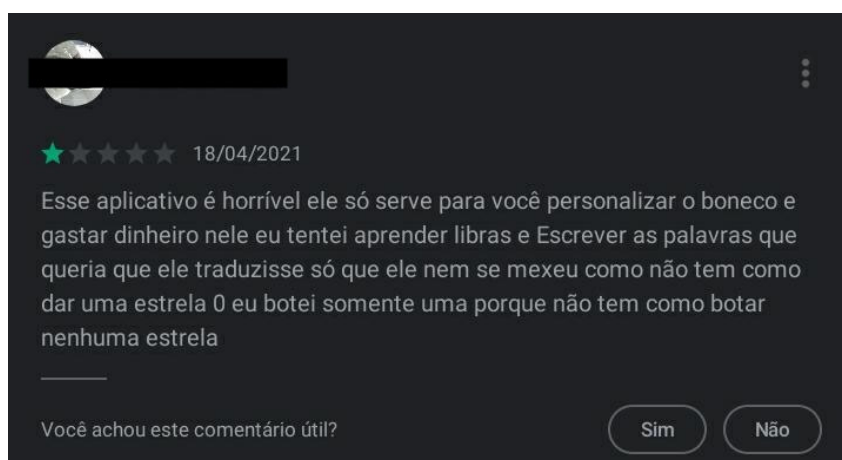 18/04/2021
Esse aplicativo é horrível ele só serve para você personalizar o boneco e
gastar dinheiro nele eu tentei aprender libras e Escrever as palavras que
queria que ele traduzisse só que ele nem se mexeu como não tem como
dar uma estrela 0 eu botei somente uma porque não tem como botar
nenhuma estrela
Você achou este comentário útil?
Sim
Não